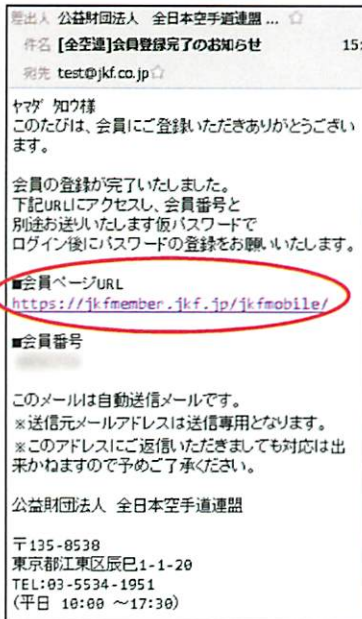 差出人 公益財団法人 全日本空手道連盟 ... ☆
件名 [全空連]会員登録完了のお知らせ 15:
宛先 test@jkf.co.jp☆
ヤマダ タロウ様
このたびは、会員にご登録いただきありがとうござい
ます。
会員の登録が完了いたしました。
下記URLにアクセスし、会員番号と
別途お送りいたします仮パスワードで
ログイン後にパスワードの登録をお願いいたします。
■会員ページURL
https://jkfmember.jkf.jp/jkfmobile/
■会員番号
このメールは自動送信メールです。
※送信元メールアドレスは送信専用となります。
※このアドレスにご返信いただきましても対応は出
来かねますので予めご了承ください。
公益財団法人 全日本空手道連盟
〒135-8538
東京都江東区辰巳1-1-20
TEL:03-5534-1951
(平日 10:00 ～17:30)